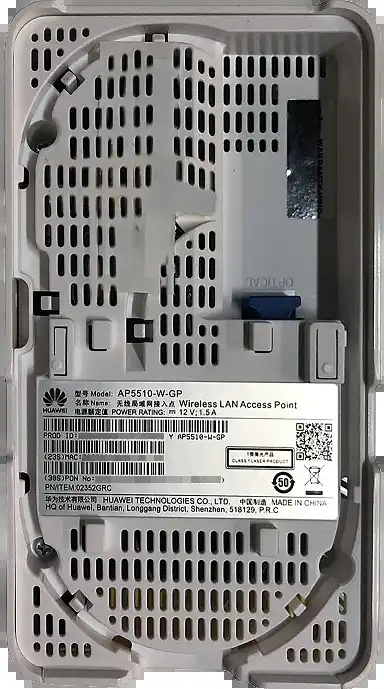 OPTICAL
型号 Model: AP5510-W-GP
名称 Name: 无线局域网接入点 Wireless LAN Access Point
电源额定值 POWER RATING: ⎓ 12 V; 1.5 A
HUAWEI
PROD ID: Y AP5510-W-GP
(23S)MAC:
1类激光产品
CLASS 1 LASER PRODUCT
(30S)PON No:
50
PN/ITEM:02352GRC
华为技术有限公司 HUAWEI TECHNOLOGIES CO., LTD. 中国制造 MADE IN CHINA
HQ of Huawei, Bantian, Longgang District, Shenzhen, 518129, P.R.C